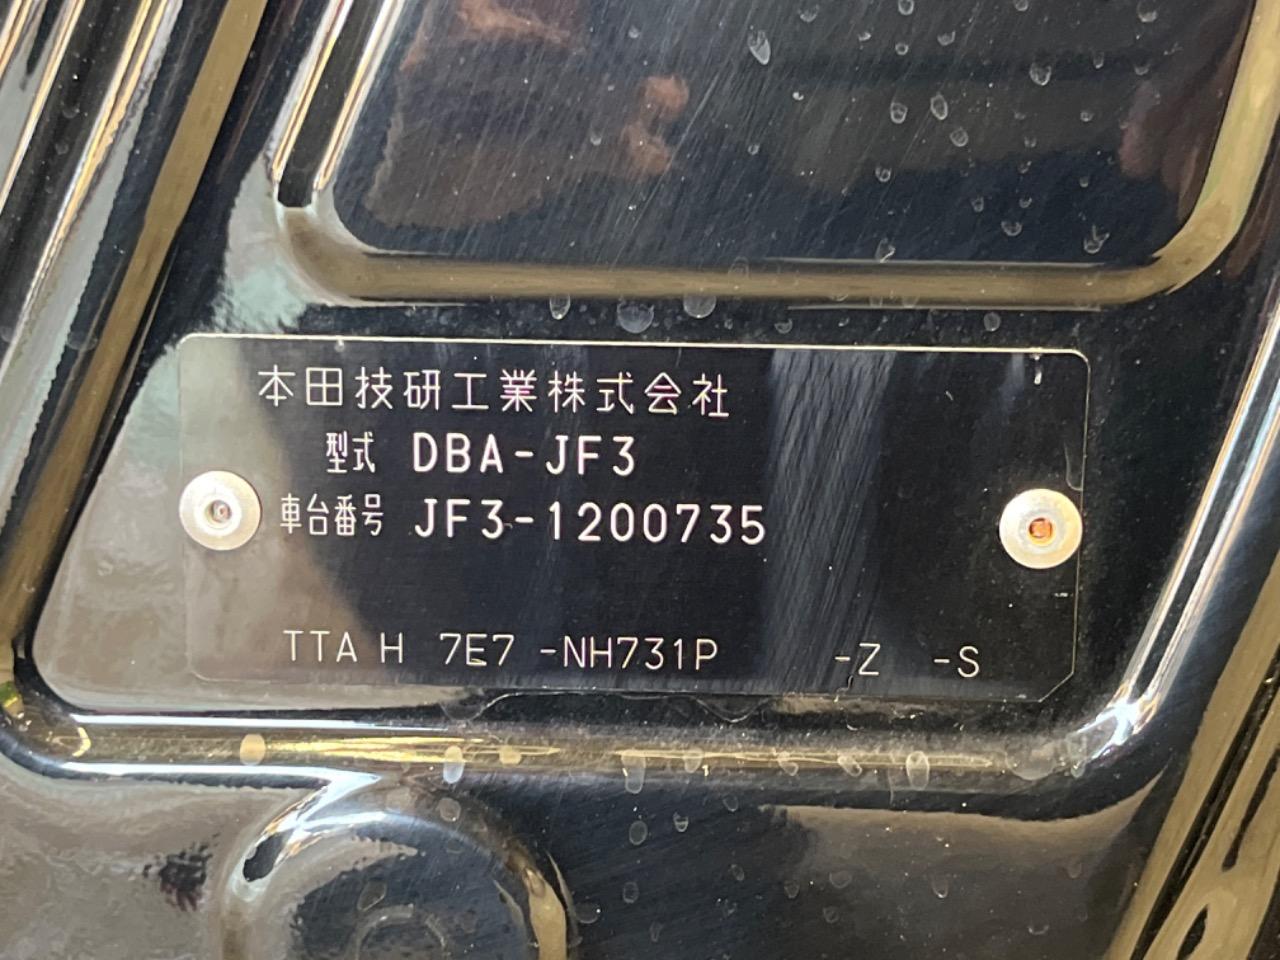 本田技研工業株式会社
型式 DBA-JF3
車台番号 JF3-1200735
TTA H 7E7 -NH731P -Z -S